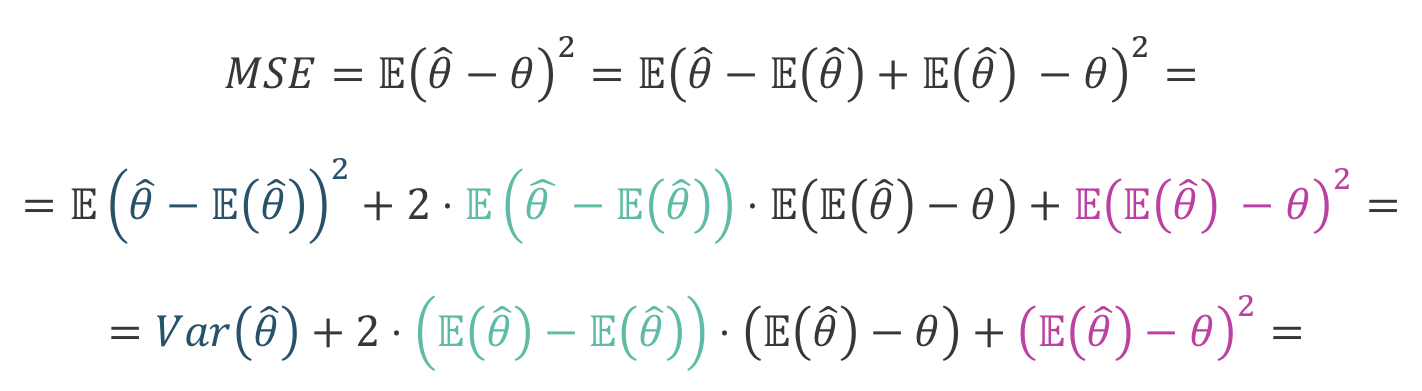 MSE = 𝔼(θ̂ − θ)² = 𝔼(θ̂ − 𝔼(θ̂) + 𝔼(θ̂) − θ)² =
= 𝔼(θ̂ − 𝔼(θ̂))² + 2 · 𝔼(θ̂ − 𝔼(θ̂)) · 𝔼(𝔼(θ̂) − θ) + 𝔼(𝔼(θ̂) − θ)² =
= Var(θ̂) + 2 · (𝔼(θ̂) − 𝔼(θ̂)) · (𝔼(θ̂) − θ) + (𝔼(θ̂) − θ)² =